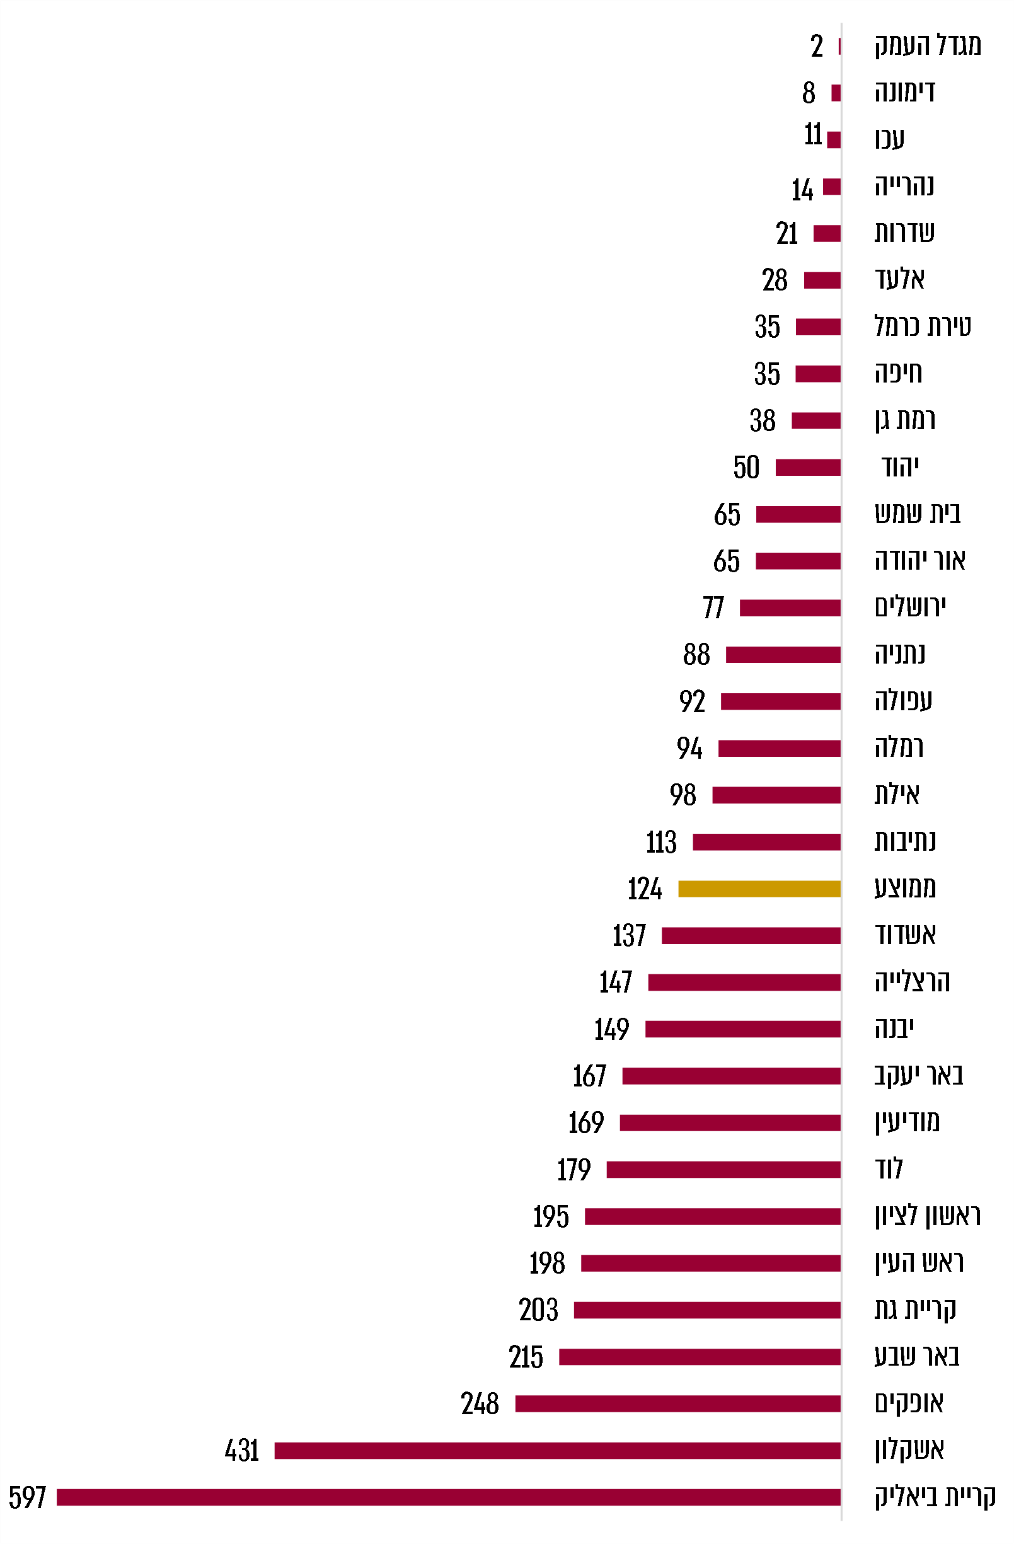 מגדל העמק 2
דימונה 8
עכו 11
נהרייה 14
שדרות 21
אלעד 28
טירת כרמל 35
חיפה 35
רמת גן 38
יהוד 50
בית שמש 65
אור יהודה 65
ירושלים 77
נתניה 88
עפולה 92
רמלה 94
אילת 98
נתיבות 113
ממוצע 124
אשדוד 137
הרצלייה 147
יבנה 149
באר יעקב 167
מודיעין 169
לוד 179
ראשון לציון 195
ראש העין 198
קריית גת 203
באר שבע 215
אופקים 248
אשקלון 431
קריית ביאליק 597